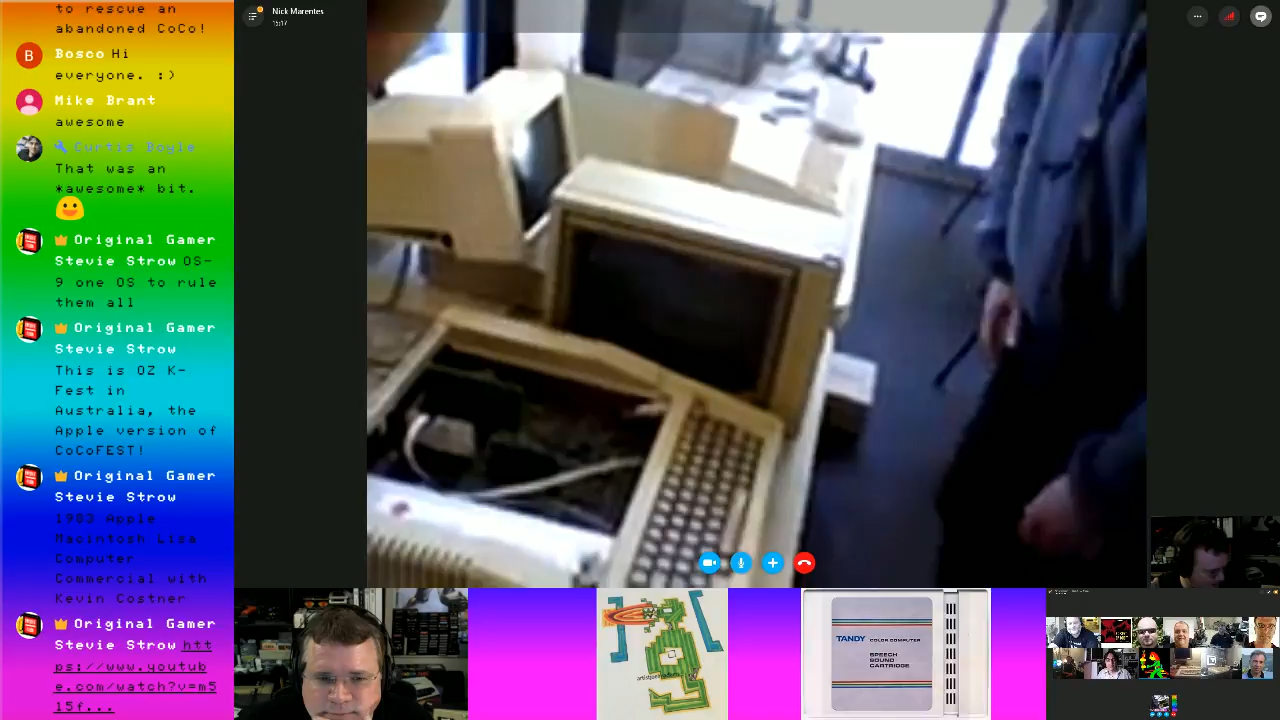 to rescue an
abandoned CoCo!
B
Bosco Hi
everyone. :)
Mike Brant
awesome
Curtis Boyle
That was an
*awesome* bit.
Original Gamer
Stevie Strow OS-
9 one OS to rule
them all
Original Gamer
Stevie Strow
This is OZ K-
Fest in
Australia, the
Apple version of
CoCoFEST!
Original Gamer
Stevie Strow
1983 Apple
Macintosh Lisa
Computer
Commercial with
Kevin Costner
Original Gamer
Stevie Strow htt
ps://www.youtub
e.com/watch?v=m5
15f...
Nick Marentes
15:17
TANDY COLOR COMPUTER
SPEECH
SOUND
CARTRIDGE